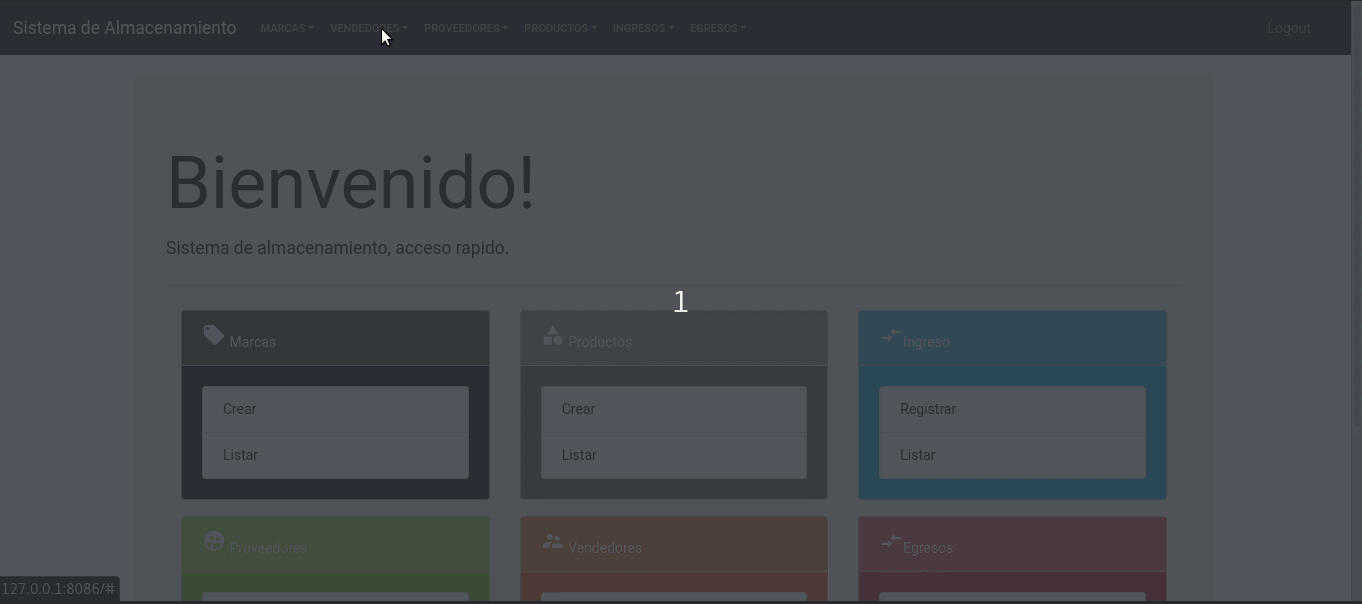 Sistema de Almacenamiento MARCAS VENDEDORES PROVEEDORES PRODUCTOS INGRESOS EGRESOS Logout
Bienvenido!
Sistema de almacenamiento, acceso rapido.
1
Marcas Productos Ingreso
Crear Crear Registrar
Listar Listar Listar
Proveedores Vendedores Egresos
127.0.0.1:8086/#